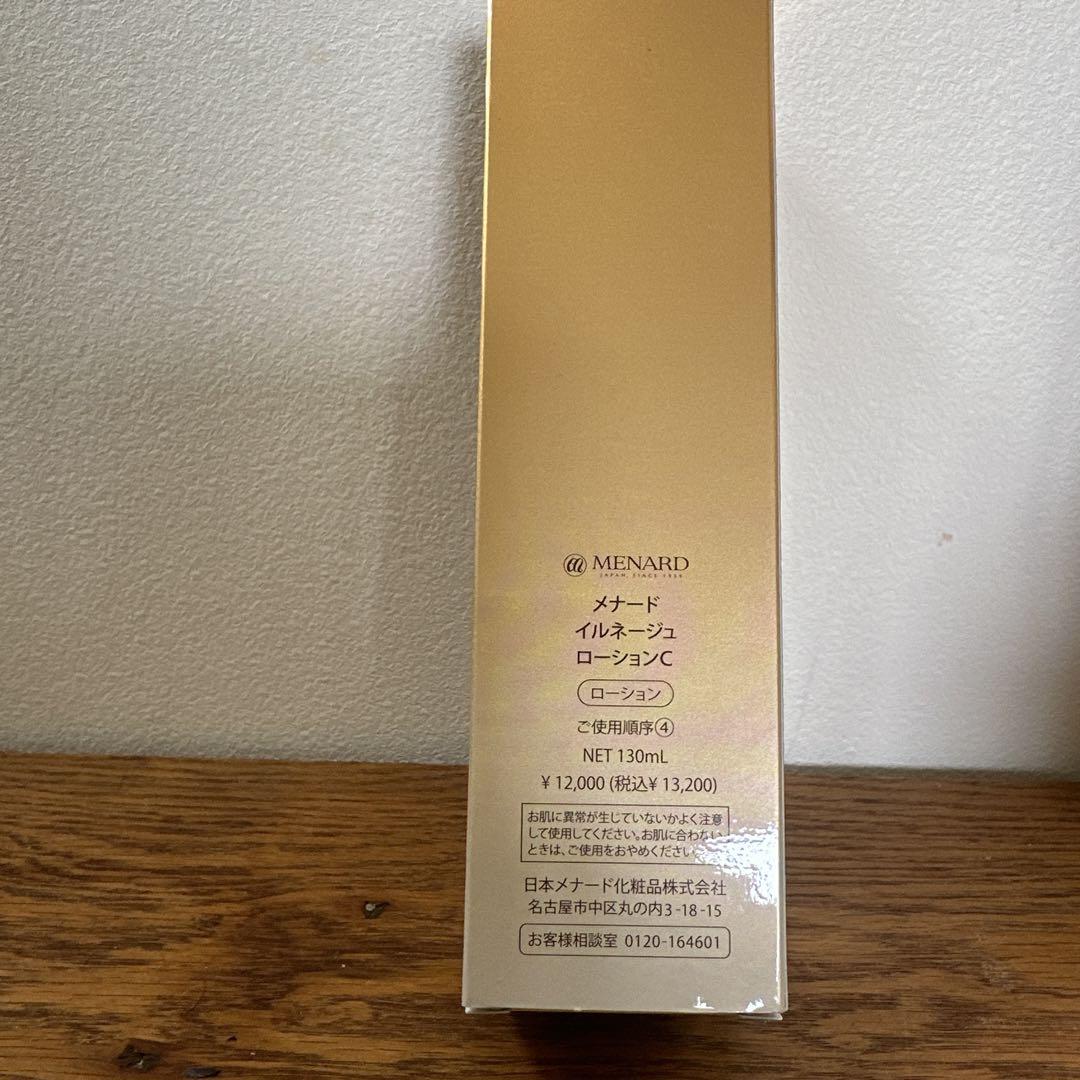 MENARD
JAPAN, SINCE 1959
メナード
イルネージュ
ローションC
ローション
ご使用順序④
NET 130mL
¥ 12,000 (税込¥ 13,200)
お肌に異常が生じていないかよく注意
して使用してください。お肌に合わない
ときは、ご使用をおやめください。
日本メナード化粧品株式会社
名古屋市中区丸の内3-18-15
お客様相談室 0120-164601